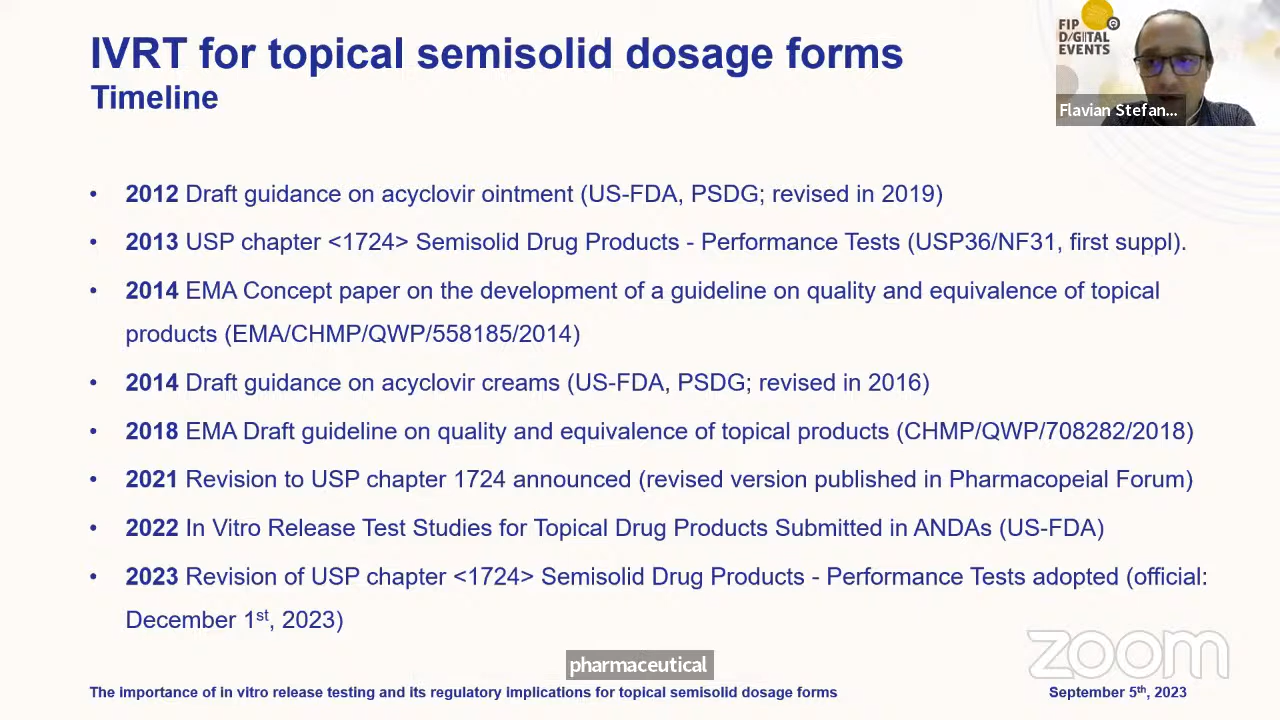 IVRT for topical semisolid dosage forms
Timeline
FIP
DIGITAL
EVENTS
Flavian Stefan...
• 2012 Draft guidance on acyclovir ointment (US-FDA, PSDG; revised in 2019)
• 2013 USP chapter <1724> Semisolid Drug Products - Performance Tests (USP36/NF31, first suppl).
• 2014 EMA Concept paper on the development of a guideline on quality and equivalence of topical
products (EMA/CHMP/QWP/558185/2014)
• 2014 Draft guidance on acyclovir creams (US-FDA, PSDG; revised in 2016)
• 2018 EMA Draft guideline on quality and equivalence of topical products (CHMP/QWP/708282/2018)
• 2021 Revision to USP chapter 1724 announced (revised version published in Pharmacopeial Forum)
• 2022 In Vitro Release Test Studies for Topical Drug Products Submitted in ANDAs (US-FDA)
• 2023 Revision of USP chapter <1724> Semisolid Drug Products - Performance Tests adopted (official:
December 1st, 2023)
zoom
pharmaceutical
The importance of in vitro release testing and its regulatory implications for topical semisolid dosage forms
September 5th, 2023